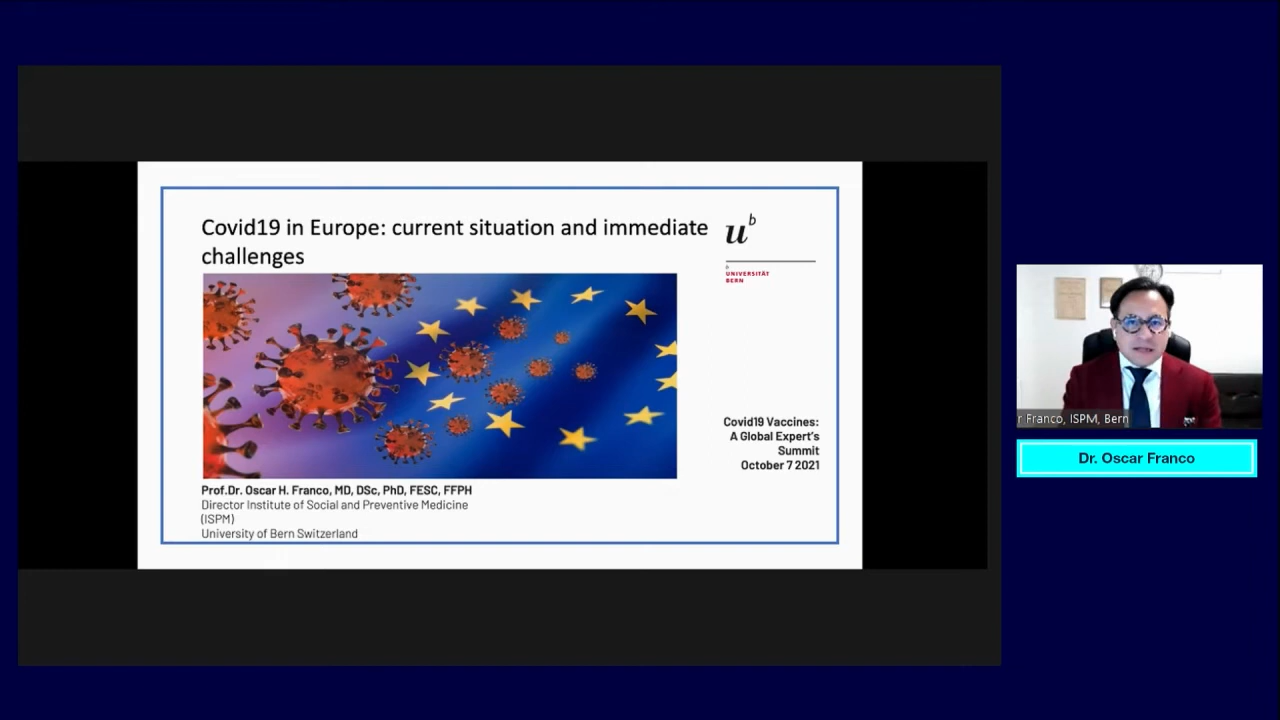 Covid19 in Europe: current situation and immediate
challenges
u
b
b
UNIVERSITÄT
BERN
Covid19 Vaccines:
A Global Expert's
Summit
October 7 2021
Prof.Dr. Oscar H. Franco, MD, DSc, PhD, FESC, FFPH
Director Institute of Social and Preventive Medicine
(ISPM)
University of Bern Switzerland
r Franco, ISPM, Bern
Dr. Oscar Franco